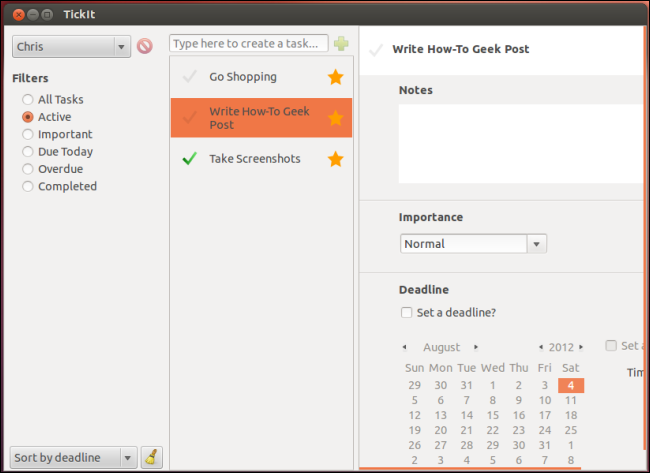 TickIt
Chris
Filters
All Tasks
Active
Important
Due Today
Overdue
Completed
Sort by deadline
Type here to create a task...
Go Shopping
Write How-To Geek
Post
Take Screenshots
Write How-To Geek Post
Notes
Importance
Normal
Deadline
Set a deadline?
August 2012
Set a
Sun Mon Tue Wed Thu Fri Sat
Tim
29 30 31 1 2 3 4
5 6 7 8 9 10 11
12 13 14 15 16 17 18
19 20 21 22 23 24 25
26 27 28 29 30 31 1
2 3 4 5 6 7 8